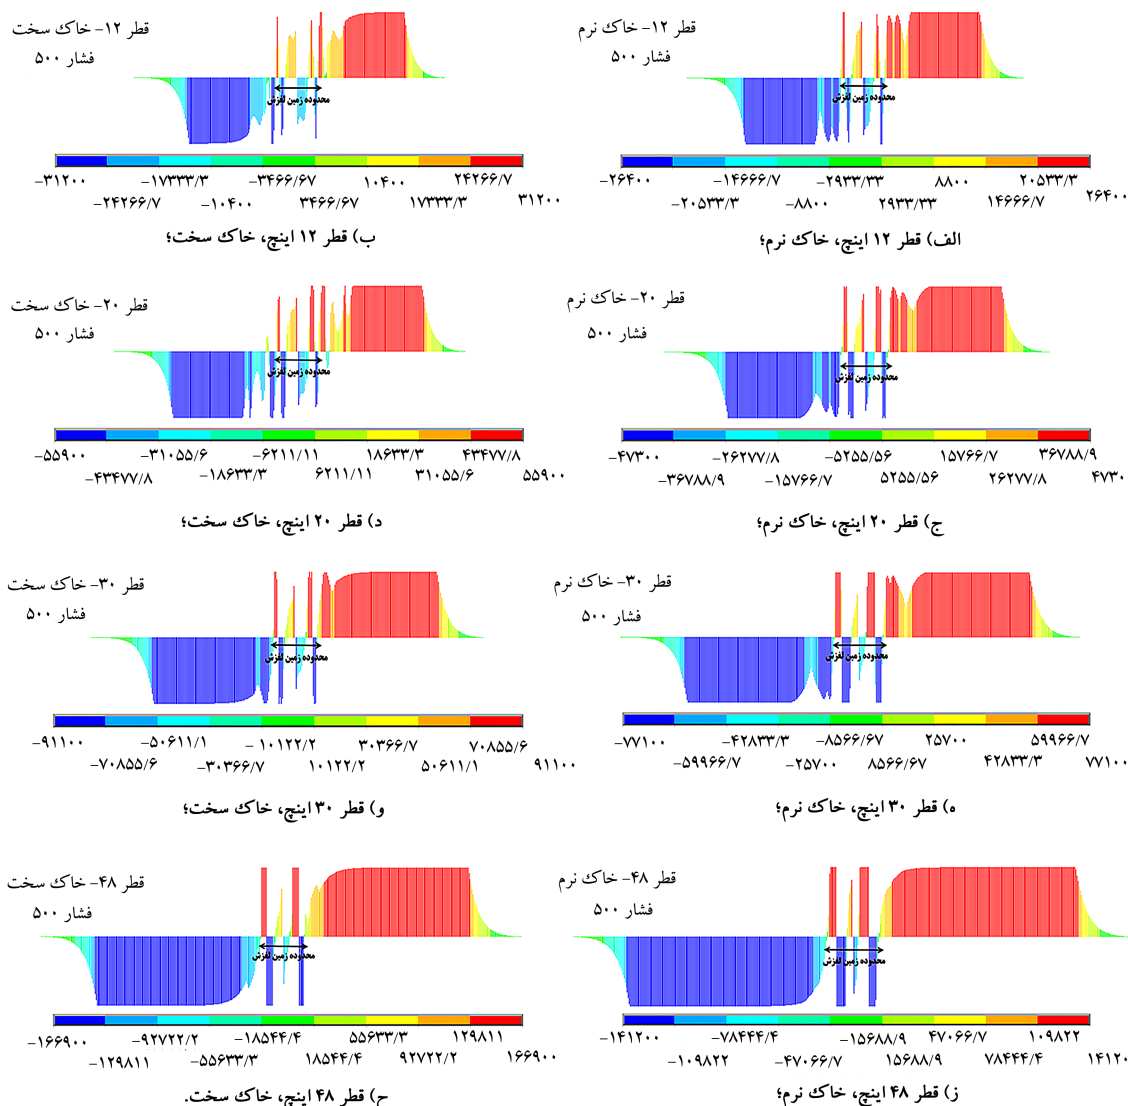 قطر ۱۲- خاک نرم
فشار ۵۰۰
محدوده زمین لغزش
-۲۶۴۰۰ -۱۴۶۶۶/۷ -۲۹۳۳/۳۳ ۸۸۰۰ ۲۰۵۳۳/۳
-۲۰۵۳۳/۳ -۸۸۰۰ ۲۹۳۳/۳۳ ۱۴۶۶۶/۷ ۲۶۴۰۰
الف) قطر ۱۲ اینچ، خاک نرم؛
قطر ۱۲- خاک سخت
فشار ۵۰۰
محدوده زمین لغزش
-۳۱۲۰۰ -۱۷۳۳۳/۳ -۳۴۶۶/۶۷ ۱۰۴۰۰ ۲۴۲۶۶/۷
-۲۴۲۶۶/۷ -۱۰۴۰۰ ۳۴۶۶/۶۷ ۱۷۳۳۳/۳ ۳۱۲۰۰
ب) قطر ۱۲ اینچ، خاک سخت؛
قطر ۲۰- خاک نرم
فشار ۵۰۰
محدوده زمین لغزش
-۴۷۳۰۰ -۲۶۲۷۷/۸ -۵۲۵۵/۵۶ ۱۵۷۶۶/۷ ۳۶۷۸۸/۹
-۳۶۷۸۸/۹ -۱۵۷۶۶/۷ ۵۲۵۵/۵۶ ۲۶۲۷۷/۸ ۴۷۳۰
ج) قطر ۲۰ اینچ، خاک نرم؛
قطر ۲۰- خاک سخت
فشار ۵۰۰
محدوده زمین لغزش
-۵۵۹۰۰ -۳۱۰۵۵/۶ -۶۲۱۱/۱۱ ۱۸۶۳۳/۳ ۴۳۴۷۷/۸
-۴۳۴۷۷/۸ -۱۸۶۳۳/۳ ۶۲۱۱/۱۱ ۳۱۰۵۵/۶ ۵۵۹۰۰
د) قطر ۲۰ اینچ، خاک سخت؛
قطر ۳۰- خاک نرم
فشار ۵۰۰
محدوده زمین لغزش
-۷۷۱۰۰ -۴۲۸۳۳/۳ -۸۵۶۶/۶۷ ۲۵۷۰۰ ۵۹۹۶۶/۷
-۵۹۹۶۶/۷ -۲۵۷۰۰ ۸۵۶۶/۶۷ ۴۲۸۳۳/۳ ۷۷۱۰۰
ه) قطر ۳۰ اینچ، خاک نرم؛
قطر ۳۰- خاک سخت
فشار ۵۰۰
محدوده زمین لغزش
-۹۱۱۰۰ -۵۰۶۱۱/۱ -۱۰۱۲۲/۲ ۳۰۳۶۶/۷ ۷۰۸۵۵/۶
-۷۰۸۵۵/۶ -۳۰۳۶۶/۷ ۱۰۱۲۲/۲ ۵۰۶۱۱/۱ ۹۱۱۰۰
و) قطر ۳۰ اینچ، خاک سخت؛
قطر ۴۸- خاک نرم
فشار ۵۰۰
محدوده زمین لغزش
-۱۴۱۲۰۰ -۷۸۴۴۴/۴ -۱۵۶۸۸/۹ ۴۷۰۶۶/۷ ۱۰۹۸۲۲
-۱۰۹۸۲۲ -۴۷۰۶۶/۷ ۱۵۶۸۸/۹ ۷۸۴۴۴/۴ ۱۴۱۲۰
ز) قطر ۴۸ اینچ، خاک نرم؛
قطر ۴۸- خاک سخت
فشار ۵۰۰
محدوده زمین لغزش
-۱۶۶۹۰۰ -۹۲۷۲۲/۲ -۱۸۵۴۴/۴ ۵۵۶۳۳/۳ ۱۲۹۸۱۱
-۱۲۹۸۱۱ -۵۵۶۳۳/۳ ۱۸۵۴۴/۴ ۹۲۷۲۲/۲ ۱۶۶۹۰۰
ح) قطر ۴۸ اینچ، خاک سخت.